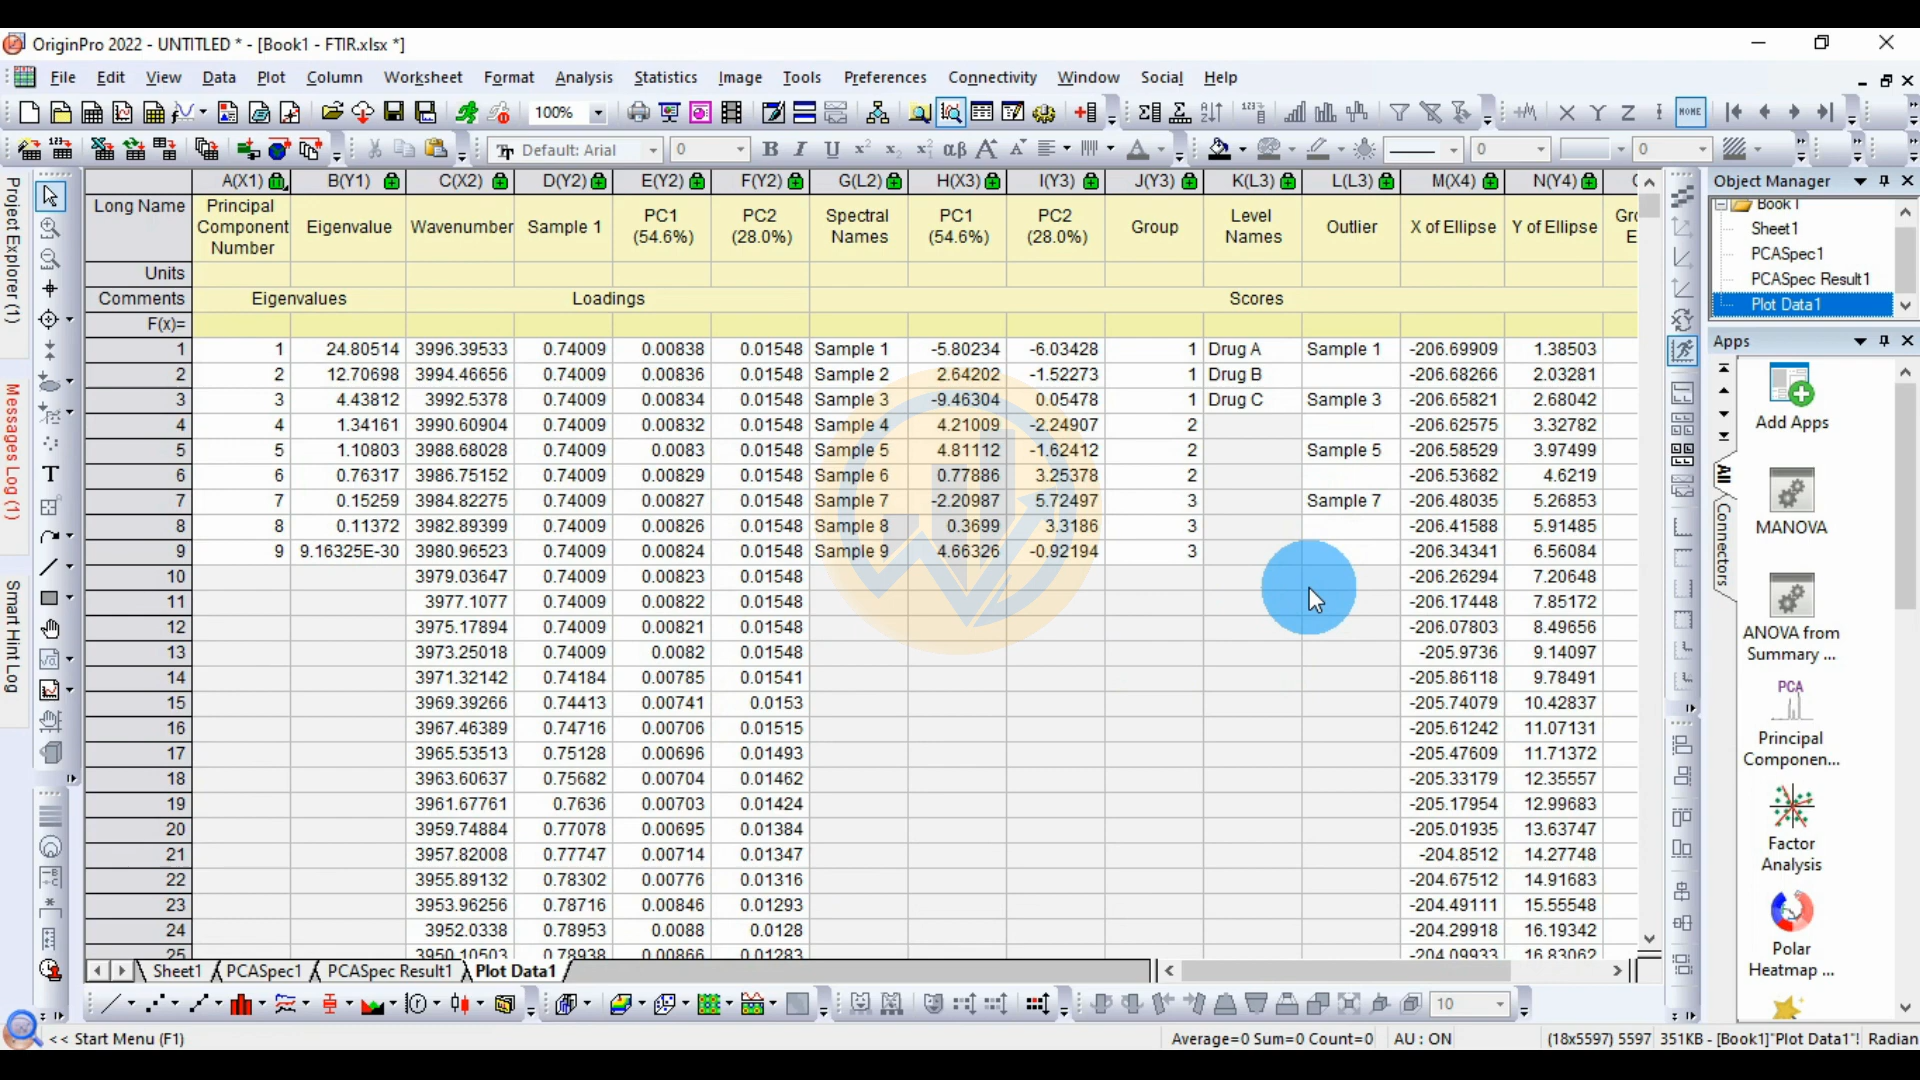 OriginPro 2022 - UNTITLED * - [Book1 - FTIR.xlsx *]
File Edit View Data Plot Column Worksheet Format Analysis Statistics Image Tools Preferences Connectivity Window Social Help
100% HOME
Default: Arial 0 B I U 0 0
A(X1) B(Y1) C(X2) D(Y2) E(Y2) F(Y2) G(L2) H(X3) I(Y3) J(Y3) K(L3) L(L3) M(X4) N(Y4)
Long Name Principal Component Number Eigenvalue Wavenumber Sample 1 PC1 (54.6%) PC2 (28.0%) Spectral Names PC1 (54.6%) PC2 (28.0%) Group Level Names Outlier X of Ellipse Y of Ellipse
Units
Comments Eigenvalues Loadings Scores
F(x)=
1 1 24.80514 3996.39533 0.74009 0.00838 0.01548 Sample 1 -5.80234 -6.03428 1 Drug A Sample 1 -206.69909 1.38503
2 2 12.70698 3994.46656 0.74009 0.00836 0.01548 Sample 2 2.64202 -1.52273 1 Drug B -206.68266 2.03281
3 3 4.43812 3992.5378 0.74009 0.00834 0.01548 Sample 3 -9.46304 0.05478 1 Drug C Sample 3 -206.65821 2.68042
4 4 1.34161 3990.60904 0.74009 0.00832 0.01548 Sample 4 4.21009 -2.24907 2 -206.62575 3.32782
5 5 1.10803 3988.68028 0.74009 0.0083 0.01548 Sample 5 4.81112 -1.62412 2 Sample 5 -206.58529 3.97499
6 6 0.76317 3986.75152 0.74009 0.00829 0.01548 Sample 6 0.77886 3.25378 2 -206.53682 4.6219
7 7 0.15259 3984.82275 0.74009 0.00827 0.01548 Sample 7 -2.20987 5.72497 3 Sample 7 -206.48035 5.26853
8 8 0.11372 3982.89399 0.74009 0.00826 0.01548 Sample 8 0.3699 3.3186 3 -206.41588 5.91485
9 9 9.16325E-30 3980.96523 0.74009 0.00824 0.01548 Sample 9 4.66326 -0.92194 3 -206.34341 6.56084
10 3979.03647 0.74009 0.00823 0.01548 -206.26294 7.20648
11 3977.1077 0.74009 0.00822 0.01548 -206.17448 7.85172
12 3975.17894 0.74009 0.00821 0.01548 -206.07803 8.49656
13 3973.25018 0.74009 0.0082 0.01548 -205.9736 9.14097
14 3971.32142 0.74184 0.00785 0.01541 -205.86118 9.78491
15 3969.39266 0.74413 0.00741 0.0153 -205.74079 10.42837
16 3967.46389 0.74716 0.00706 0.01515 -205.61242 11.07131
17 3965.53513 0.75128 0.00696 0.01493 -205.47609 11.71372
18 3963.60637 0.75682 0.00704 0.01462 -205.33179 12.35557
19 3961.67761 0.7636 0.00703 0.01424 -205.17954 12.99683
20 3959.74884 0.77078 0.00695 0.01384 -205.01935 13.63747
21 3957.82008 0.77747 0.00714 0.01347 -204.8512 14.27748
22 3955.89132 0.78302 0.00776 0.01316 -204.67512 14.91683
23 3953.96256 0.78716 0.00846 0.01293 -204.49111 15.55548
24 3952.0338 0.78953 0.0088 0.0128 -204.29918 16.19342
25 3950.10503 0.78938 0.00866 0.01283 -204.09933 16.83062
Sheet1 PCASpec1 PCASpec Result1 Plot Data1
10
<< Start Menu (F1) Average=0 Sum=0 Count=0 AU : ON (18x5597) 5597 351KB - [Book1]"Plot Data1"! Radian
Project Explorer (1)
Messages Log (1)
Smart Hint Log
Object Manager
Book1
Sheet1
PCASpec1
PCASpec Result1
Plot Data1
Apps
All
Connectors
Add Apps
MANOVA
ANOVA from Summary ...
PCA
Principal Componen...
Factor Analysis
Polar Heatmap ...